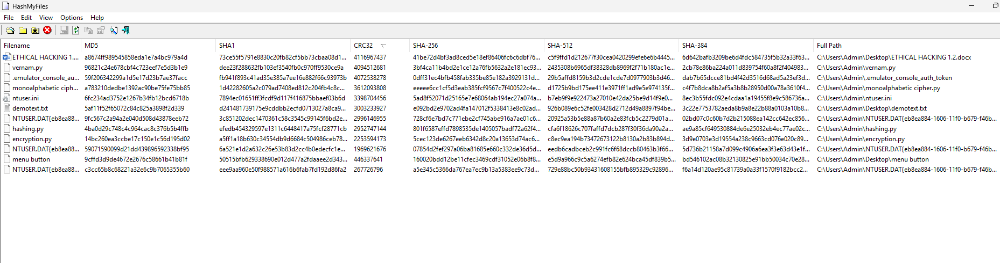 HashMyFiles
File Edit View Options Help
Filename MD5 SHA1 CRC32 SHA-256 SHA-512 SHA-384 Full Path
ETHICAL HACKING 1.... a8674ff989545858eda1e7a4bc979a4d 73ce55f5791e8830c20fb82cf5bb73cbaa08d1... 4116967437 41be72d4bf3ad8ced5e18ef86406fc6c6dbf76... c5f9ffd1d212677f30cea0420299efe6e6b4445... 6d642bafb3209be6d4fdc584735f5b32a33f63... C:\Users\Admin\Desktop\ETHICAL HACKING 1.2.docx
vernam.py 96821c24e678cbf4c723eef7e5d3b1e9 dee23f288632fb103ef3540fb0c970ff9530ce9a 4094512681 3bf4ca11b4bd2e1ce12a76fb5632a2e181ec93... 2435308b6965df38328db8969f2f71b180ac1e... 2cb78e86ba224a011d839754f60a8f2f404983... C:\Users\Admin\vernam.py
.emulator_console_au... 59f206342299a1d5e17d23b7ae37facc fb941f893c41ad35e385a7ee16e882f66c93973b 4072538278 0dff31ec4bfb458fab335be85e182a3929131d... 29b5affd8159b3d2cde1cde7d0977903b3d46... dab7b65dcce81bd4f42d3516d68ad5a23ef3d... C:\Users\Admin\.emulator_console_auth_token
monoalphabetic ciph... a783210dedbe1392ac90be75fe75bb85 1d42282605a2c079ad7408ed812c204fb4c8c... 3612093808 eeeee6cc1cf5d3eab385fcf9567c7f400522c4e... d1725b9bd175ee411e3971ff1ad9e5e974135f... c4f7b8dca8b2af5a3b8b28950d00a78a3610f4... C:\Users\Admin\monoalphabetic cipher.py
ntuser.ini 6fc234ad3752e1267b34fb12bcd6718b 7894ec01651ff3fcdf9d117f416875bbaef03b6d 3398704456 5ad8f52071d25165e7e68064ab194ec27a074a... b7eb9f9e922473a27010e42da25be9d14f9e0... 8ec3b55fdc092e4cdaa1a19455f8e9c586736a... C:\Users\Admin\ntuser.ini
demotext.txt 5af11f52f65072c84c825a3898f2d339 d241481739175e9cddbb2ecfd0713027a8ca9... 3003233927 e092bd2e9702ad4fa147012f5338413e8c02ad... 926b089e6c52fe003428d2712d49a8897f94be... 3c22e7753782aeda8b9a8e22b88a0103a10b8... C:\Users\Admin\Desktop\demotext.txt
NTUSER.DAT{eb8ea88... 9fc567c2a94a2e040d508d43878eeb72 3c851202dec1470361c58c3545c99145f6bd2e... 2996146955 728cf6e7bd7c771ebe2cf745abe916a7ae01c6... 20925a53b5e88a87b60a2e83fcb5c2279d01a... 02bd07c0c60b7d2b215088ea142cc642ec856... C:\Users\Admin\NTUSER.DAT{eb8ea884-1606-11f0-b679-f46b...
hashing.py 4ba0d29c748c4c964cac8c376b5b4ffb efedb454329597e1311c6448417a75fcf28771cb 2952747144 801f6587effd7898535de1405057badf72a62f4... cfa6f18626c707faffd7dcb287f30f36da90a2a... ae9a85cf649530884de6e25032eb4ec77ae02c... C:\Users\Admin\hashing.py
encryption.py 14bc260ea3ccbe17c150e1c56d195d02 a5ff1a18b630c34554db9d6684c504986ceb78... 2253594173 5cec123de6267eeb6342d8c20a13653d74ac6... c8ec9ea194b73472673122b8130a2b83b894d... 3d9e0703e3d19554a238c9663cd076e020c89... C:\Users\Admin\encryption.py
NTUSER.DAT{eb8ea88... 59071590099d21dd439896592338bf95 6a521e1d2a632c26e53b83d2cc4b0edecfc1e... 1969621676 07854d2fef297a06ba81685e660c332de36d5d... eedb6cadbceb2c991fc6f68dccb80463b3f66... 5d736b21158a7d099c4906a6ea3f3e63d43e1f... C:\Users\Admin\NTUSER.DAT{eb8ea884-1606-11f0-b679-f46b...
menu button 9cffd3d9de4672e2676c58661b41b81f 50515bfb629338690e012d477a2fdaaee2d343... 446337641 160020bdd12be11cfec3469cdf31052e06b8f8... e5d9a966c9c5a6274efb82e624bca45df839b5... bd546102ac08b32130825e91bb50034c70e28... C:\Users\Admin\Desktop\menu button
NTUSER.DAT{eb8ea88... c3cc65b8c68221a32e6c9b7065355b60 eee9aa960e50f988571a616b6fab7fd192d86fa2 267726796 a5e345c5366da767ea7ec9b13a5383ee9c73d... 729e88bc50b93431608155bfb895329c92896... f6a14d120ae95c81739a0a33f1570f9182bcc2... C:\Users\Admin\NTUSER.DAT{eb8ea884-1606-11f0-b679-f46b...